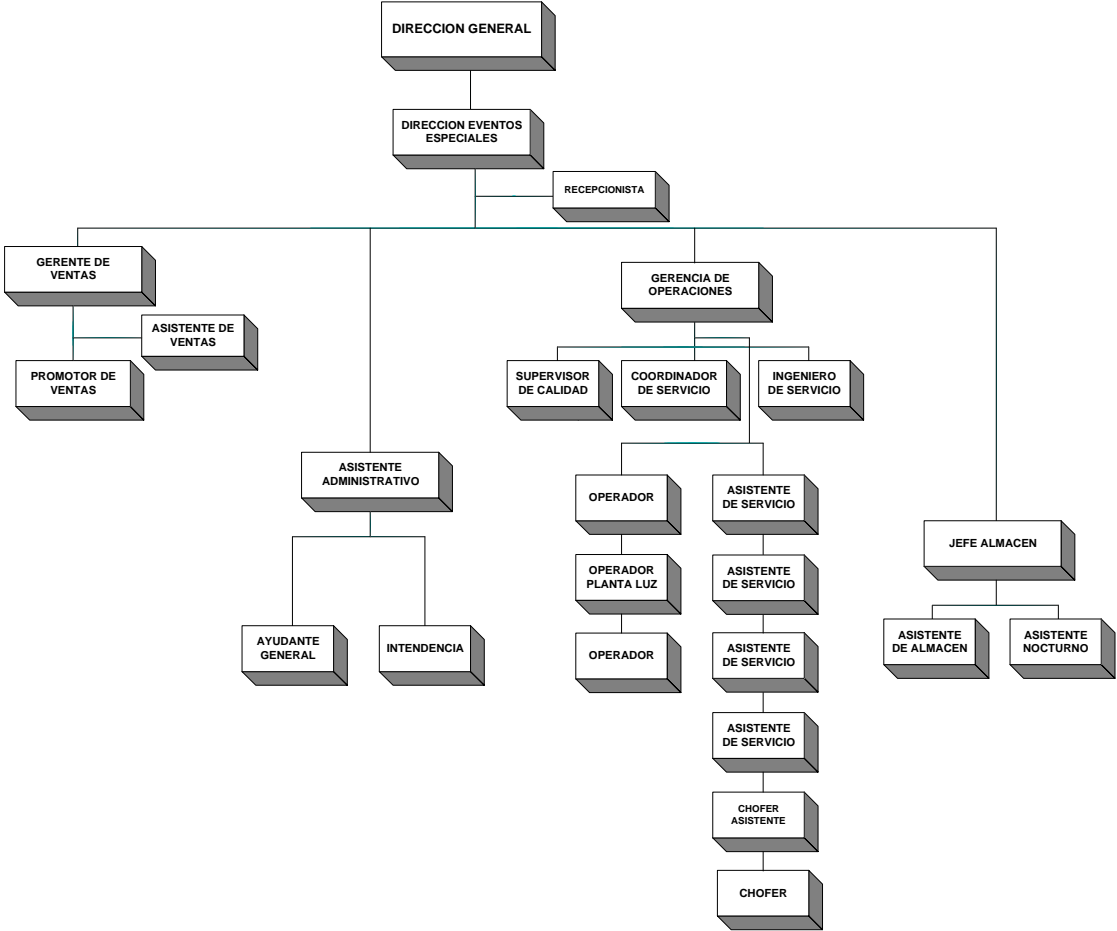 DIRECCION GENERAL
DIRECCION EVENTOS
ESPECIALES
RECEPCIONISTA
GERENTE DE
VENTAS
ASISTENTE DE
VENTAS
PROMOTOR DE
VENTAS
ASISTENTE
ADMINISTRATIVO
AYUDANTE
GENERAL
INTENDENCIA
GERENCIA DE
OPERACIONES
SUPERVISOR
DE CALIDAD
COORDINADOR
DE SERVICIO
INGENIERO
DE SERVICIO
OPERADOR
OPERADOR
PLANTA LUZ
OPERADOR
ASISTENTE
DE SERVICIO
ASISTENTE
DE SERVICIO
ASISTENTE
DE SERVICIO
ASISTENTE
DE SERVICIO
CHOFER
ASISTENTE
CHOFER
JEFE ALMACEN
ASISTENTE
DE ALMACEN
ASISTENTE
NOCTURNO